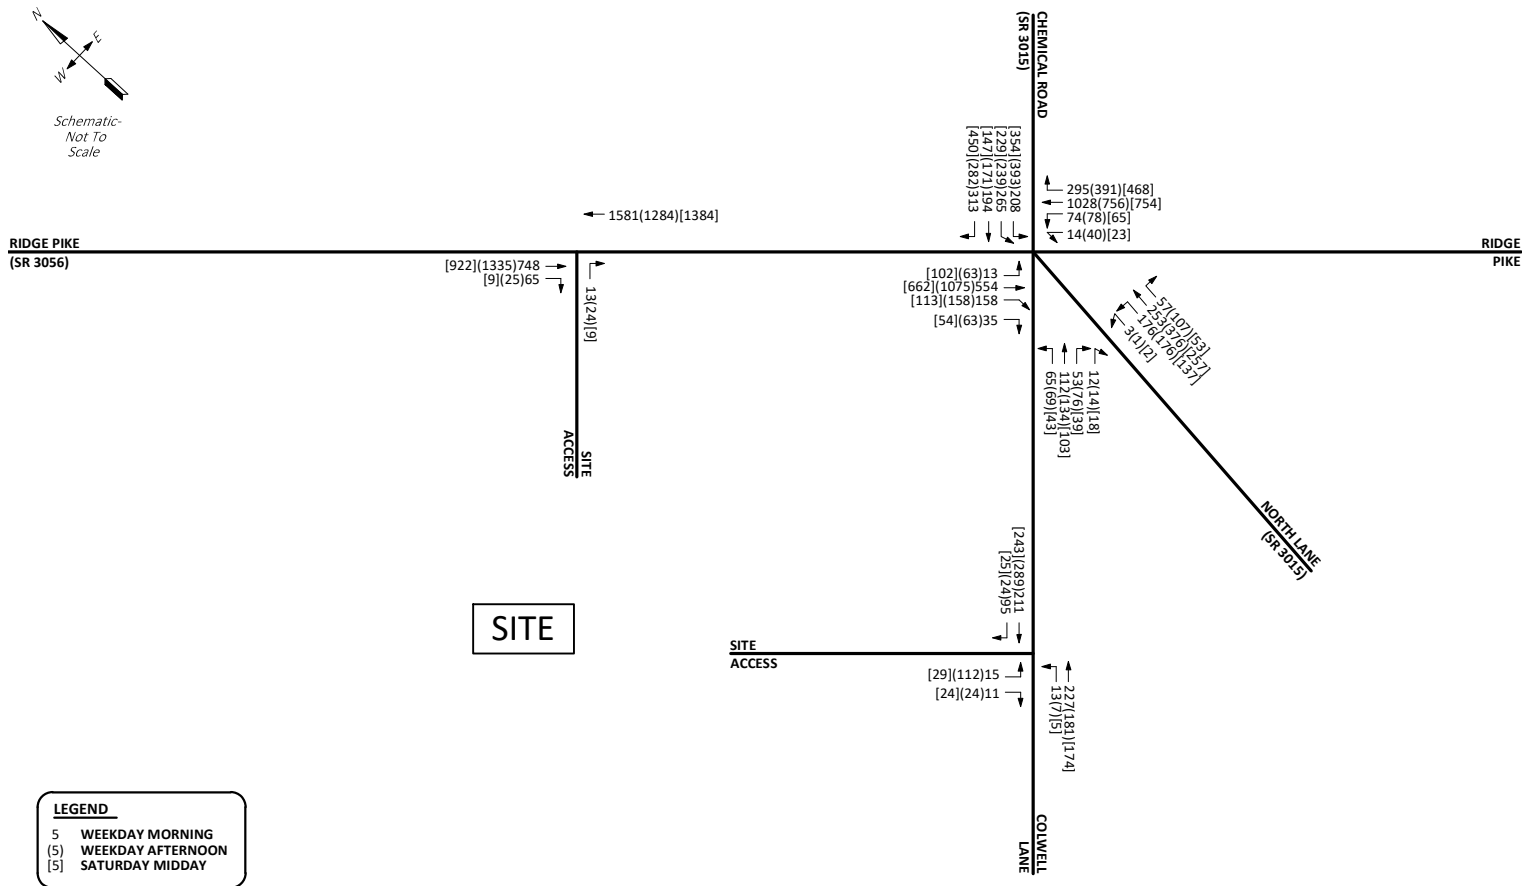 N
E
W
Schematic-
Not To
Scale
CHEMICAL ROAD
(SR 3015)
[450](282)313
[147](171)194
[229](239)265
[354](393)208
295(391)[468]
1028(756)[754]
74(78)[65]
14(40)[23]
1581(1284)[1384]
RIDGE PIKE
(SR 3056)
RIDGE
PIKE
[922](1335)748
[9](25)65
13(24)[9]
[102](63)13
[662](1075)554
[113](158)158
[54](63)35
57(107)[53]
253(376)[257]
176(176)[137]
3(1)[2]
65(69)[43]
112(134)[103]
53(76)[39]
12(14)[18]
SITE
ACCESS
NORTH LANE
(SR 3015)
[25](24)95
[243](289)211
SITE
SITE
ACCESS
[29](112)15
[24](24)11
13(7)[5]
227(181)[174]
COLWELL
LANE
LEGEND
5 WEEKDAY MORNING
(5) WEEKDAY AFTERNOON
[5] SATURDAY MIDDAY